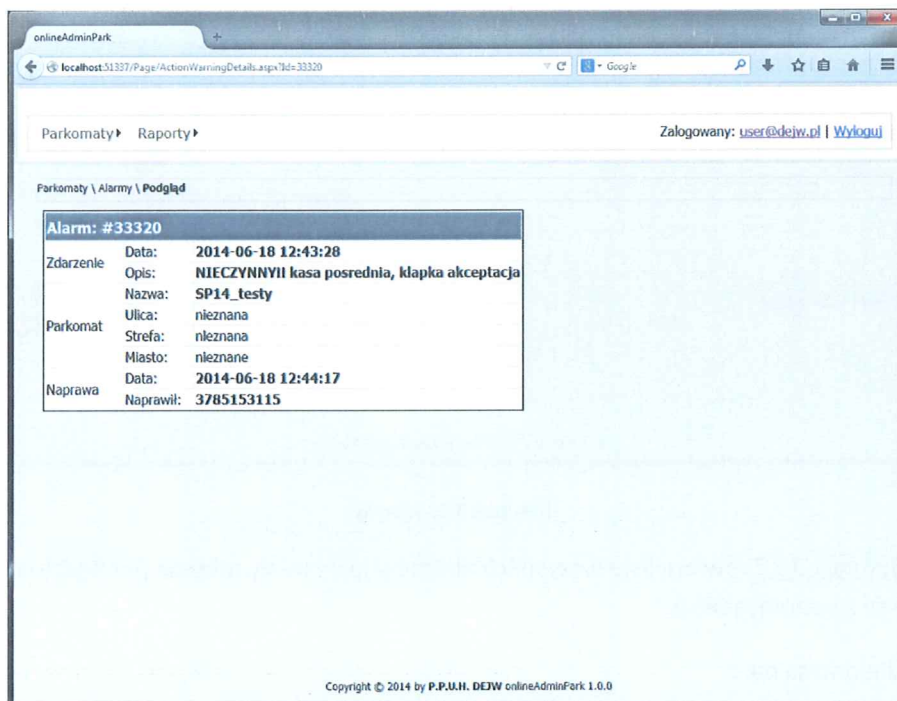 onlineAdminPark
localhost:51337/Page/ActionWarningDetails.aspx?Id=33320
Google
Parkomaty Raporty Zalogowany: user@dejw.pl | Wyloguj
Parkomaty \ Alarmy \ Podgląd
Alarm: #33320
Zdarzenie Data: 2014-06-18 12:43:28
Opis: NIECZYNNY!! kasa posrednia, klapka akceptacja
Parkomat Nazwa: SP14_testy
Ulica: nieznana
Strefa: nieznana
Miasto: nieznane
Naprawa Data: 2014-06-18 12:44:17
Naprawił: 3785153115
Copyright © 2014 by P.P.U.H. DEJW onlineAdminPark 1.0.0